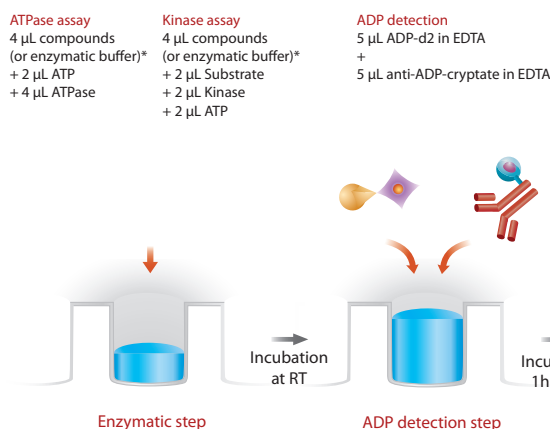 ATPase assay
4 µL compounds
(or enzymatic buffer)*
+ 2 µL ATP
+ 4 µL ATPase
Kinase assay
4 µL compounds
(or enzymatic buffer)*
+ 2 µL Substrate
+ 2 µL Kinase
+ 2 µL ATP
ADP detection
5 µL ADP-d2 in EDTA
+
5 µL anti-ADP-cryptate in EDTA
Incubation
at RT
Incu
1h
Enzymatic step
ADP detection step